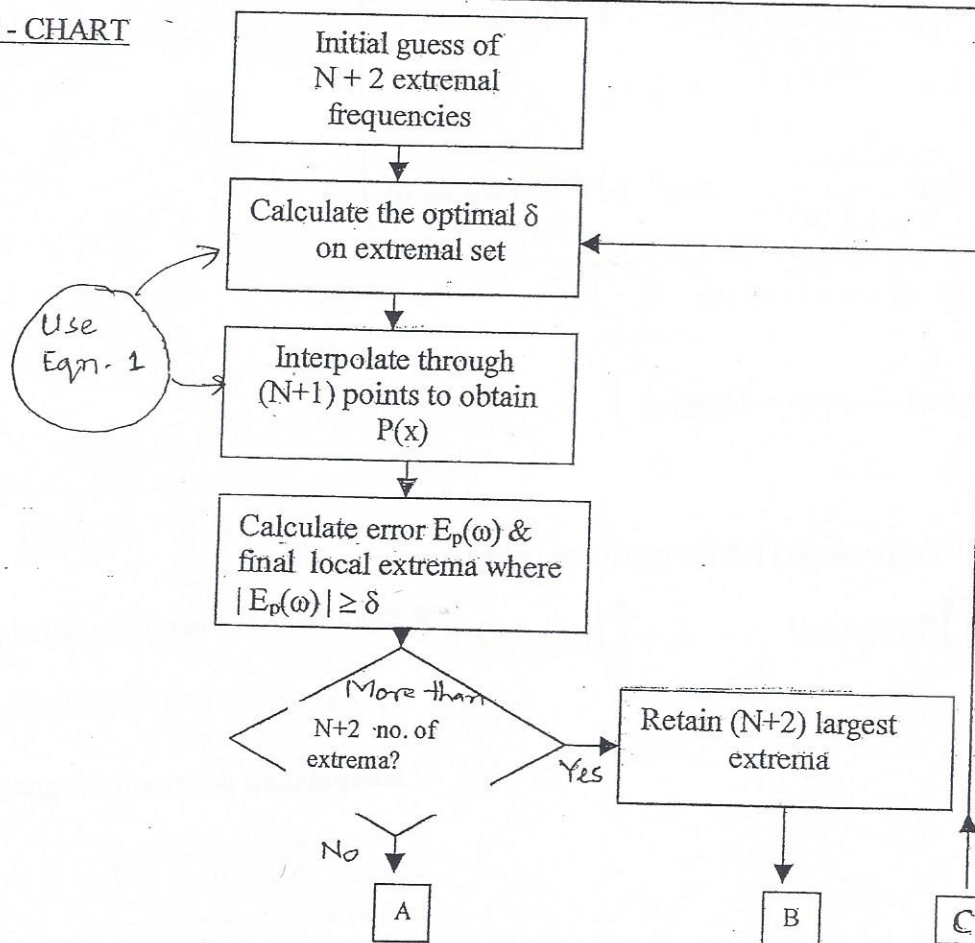 - CHART
Initial guess of
N + 2 extremal
frequencies
Calculate the optimal δ
on extremal set
Use
Eqn. 1
Interpolate through
(N+1) points to obtain
P(x)
Calculate error Eₚ(ω) &
final local extrema where
| Eₚ(ω) | ≥ δ
More than
N+2 no. of
extrema?
Yes
Retain (N+2) largest
extrema
No
A
B
C